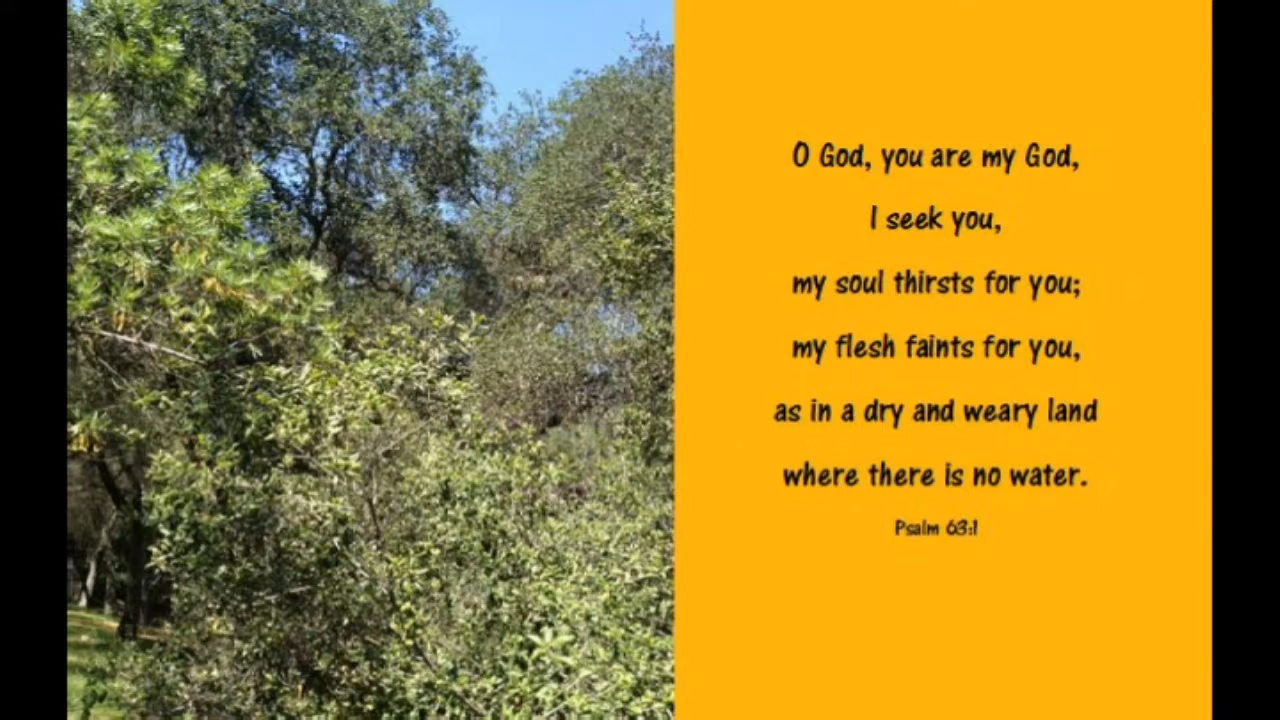 O God, you are my God,
I seek you,
my soul thirsts for you;
my flesh faints for you,
as in a dry and weary land
where there is no water.
Psalm 63:1